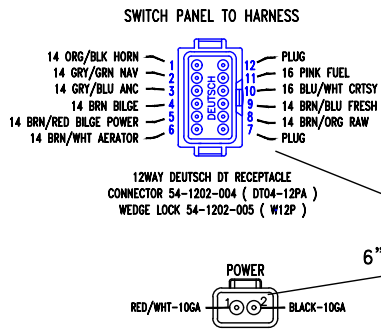 SWITCH PANEL TO HARNESS
14 ORG/BLK HORN 1 12 PLUG
14 GRY/GRN NAV 2 11 16 PINK FUEL
14 GRY/BLU ANC 3 10 16 BLU/WHT CRTSY
14 BRN BILGE 4 9 14 BRN/BLU FRESH
14 BRN/RED BILGE POWER 5 8 14 BRN/ORG RAW
14 BRN/WHT AERATOR 6 7 PLUG
DEUTSCH
12WAY DEUTSCH DT RECEPTACLE
CONNECTOR 54-1202-004 ( DT04-12PA )
WEDGE LOCK 54-1202-005 ( W12P )
6"
POWER
RED/WHT-10GA 1 2 BLACK-10GA